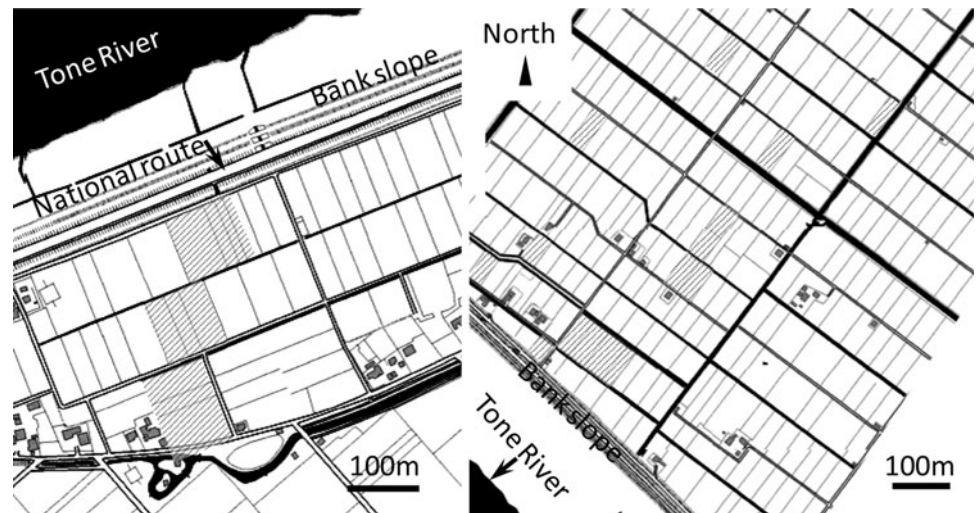 Tone River
Bank slope
National route
100m
North
Bank slope
Tone River
100m